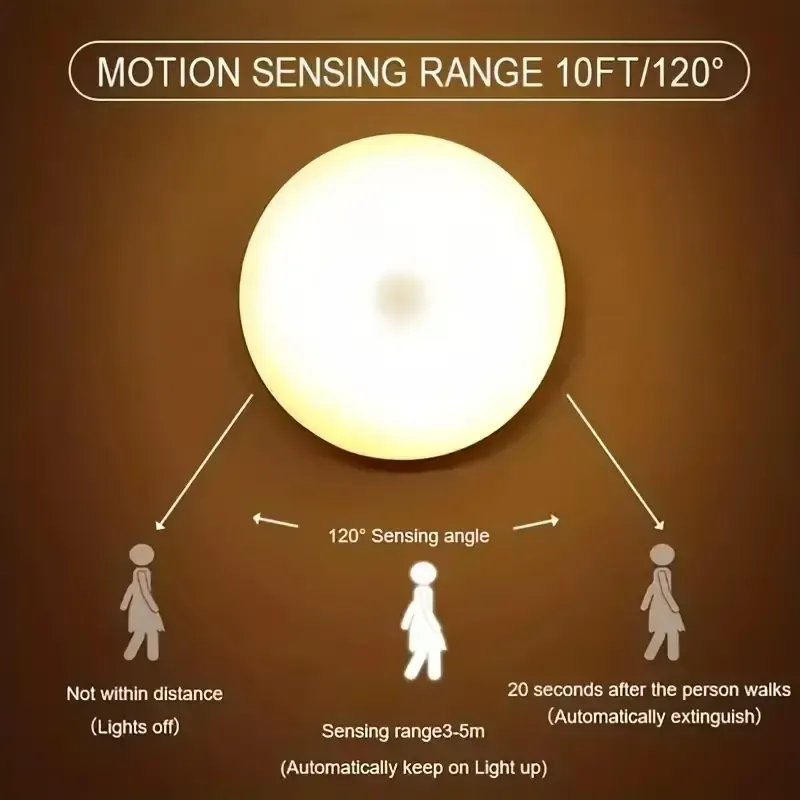 MOTION SENSING RANGE 10FT/120°
120° Sensing angle
Not within distance
(Lights off)
20 seconds after the person walks
(Automatically extinguish)
Sensing range3-5m
(Automatically keep on Light up)